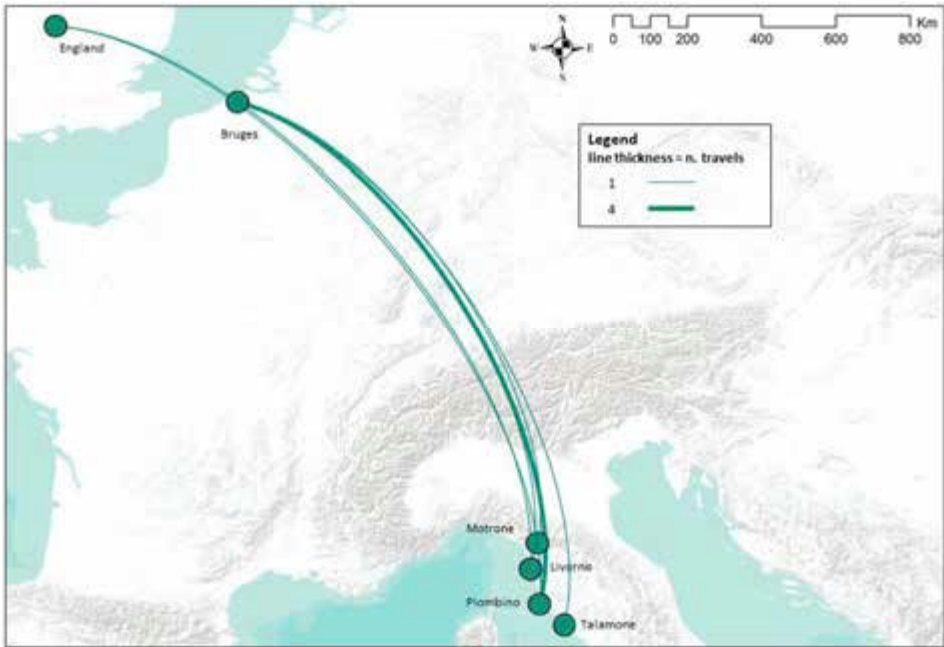 England
Bruges
N
W E
S
Km
0 100 200 400 600 800
Legend
line thickness = n. travels
1
4
Motrone
Livorno
Piombino
Talamone